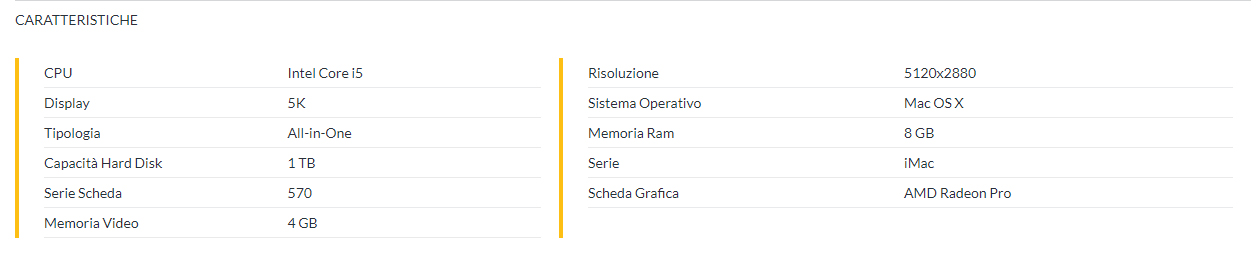 CARATTERISTICHE
CPU Intel Core i5
Display 5K
Tipologia All-in-One
Capacità Hard Disk 1 TB
Serie Scheda 570
Memoria Video 4 GB
Risoluzione 5120x2880
Sistema Operativo Mac OS X
Memoria Ram 8 GB
Serie iMac
Scheda Grafica AMD Radeon Pro